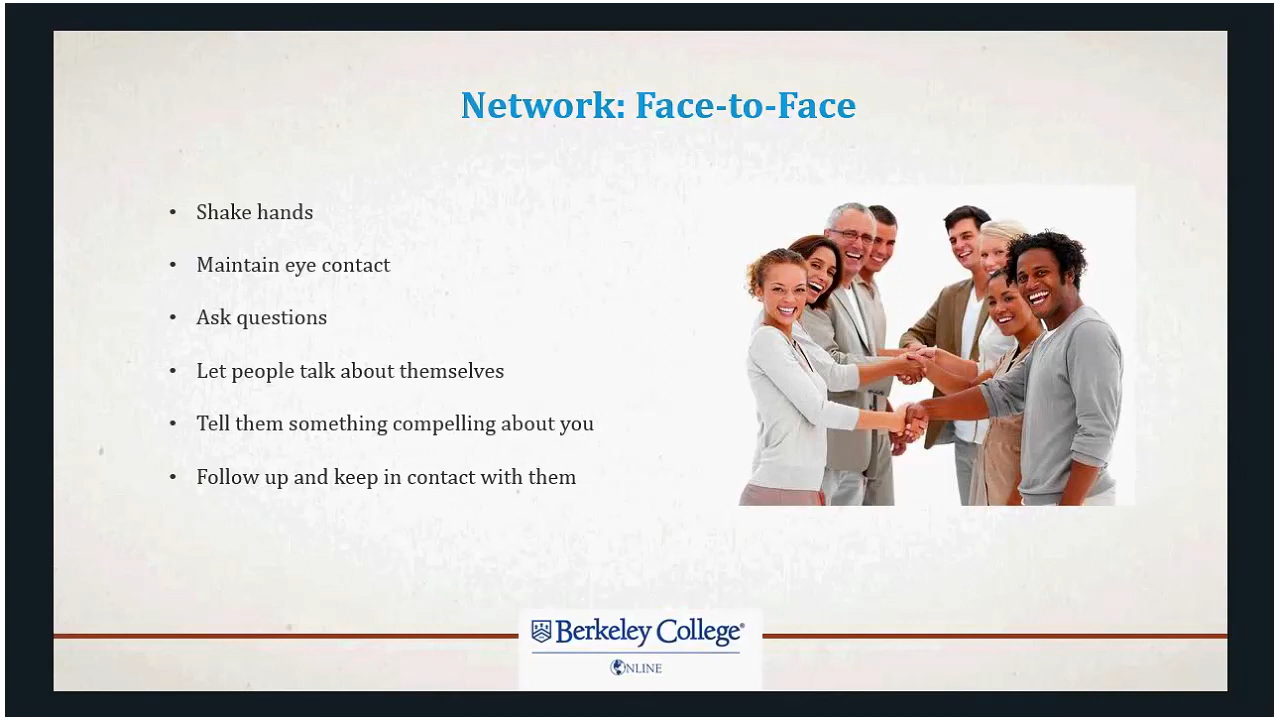 Network: Face-to-Face
• Shake hands
• Maintain eye contact
• Ask questions
• Let people talk about themselves
• Tell them something compelling about you
• Follow up and keep in contact with them
Berkeley College®
ONLINE